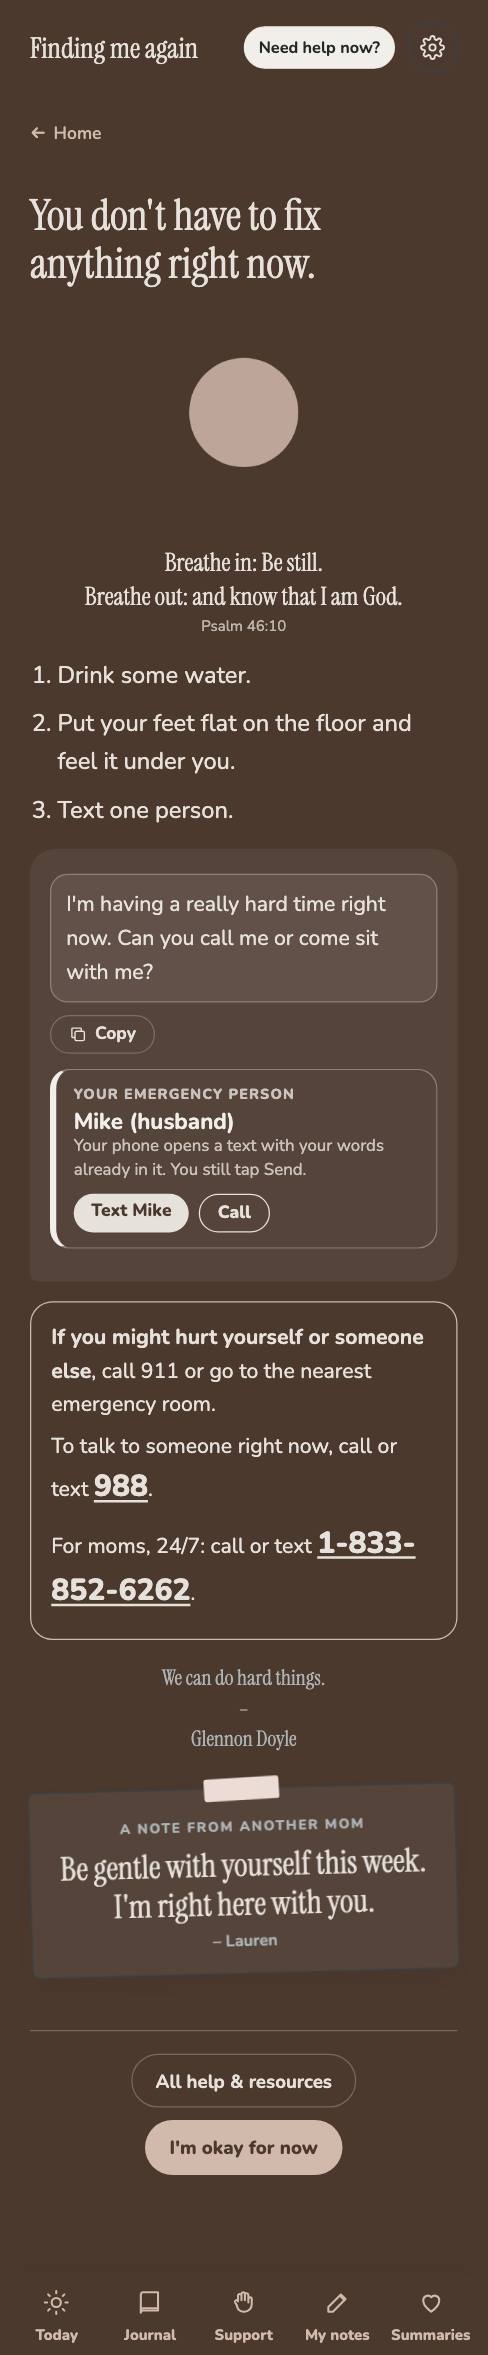 Finding me again
Need help now?
← Home
You don't have to fix
anything right now.
Breathe in: Be still.
Breathe out: and know that I am God.
Psalm 46:10
1. Drink some water.
2. Put your feet flat on the floor and
feel it under you.
3. Text one person.
I'm having a really hard time right
now. Can you call me or come sit
with me?
Copy
YOUR EMERGENCY PERSON
Mike (husband)
Your phone opens a text with your words
already in it. You still tap Send.
Text Mike
Call
If you might hurt yourself or someone
else, call 911 or go to the nearest
emergency room.
To talk to someone right now, call or
text 988.
For moms, 24/7: call or text 1-833-
852-6262.
We can do hard things.
–
Glennon Doyle
A NOTE FROM ANOTHER MOM
Be gentle with yourself this week.
I'm right here with you.
– Lauren
All help & resources
I'm okay for now
Today
Journal
Support
My notes
Summaries